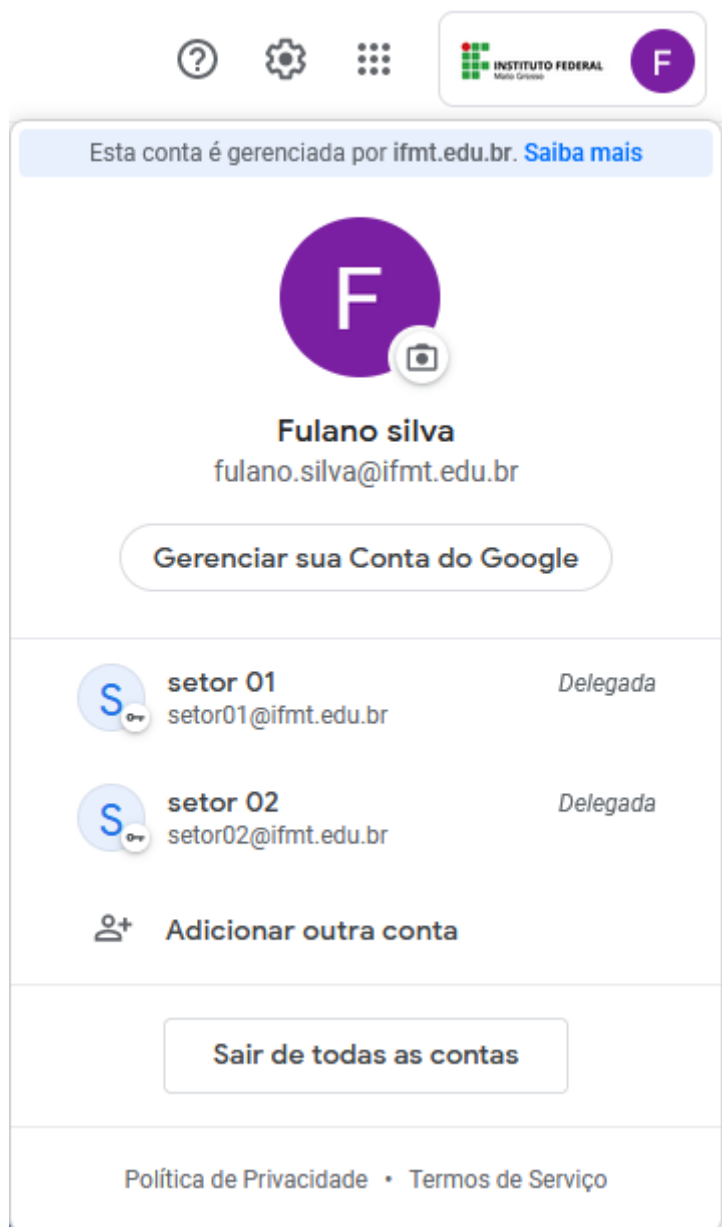 INSTITUTO FEDERAL
Mato Grosso
F
Esta conta é gerenciada por ifmt.edu.br. Saiba mais
F
Fulano silva
fulano.silva@ifmt.edu.br
Gerenciar sua Conta do Google
S
setor 01
Delegada
setor01@ifmt.edu.br
S
setor 02
Delegada
setor02@ifmt.edu.br
Adicionar outra conta
Sair de todas as contas
Política de Privacidade • Termos de Serviço